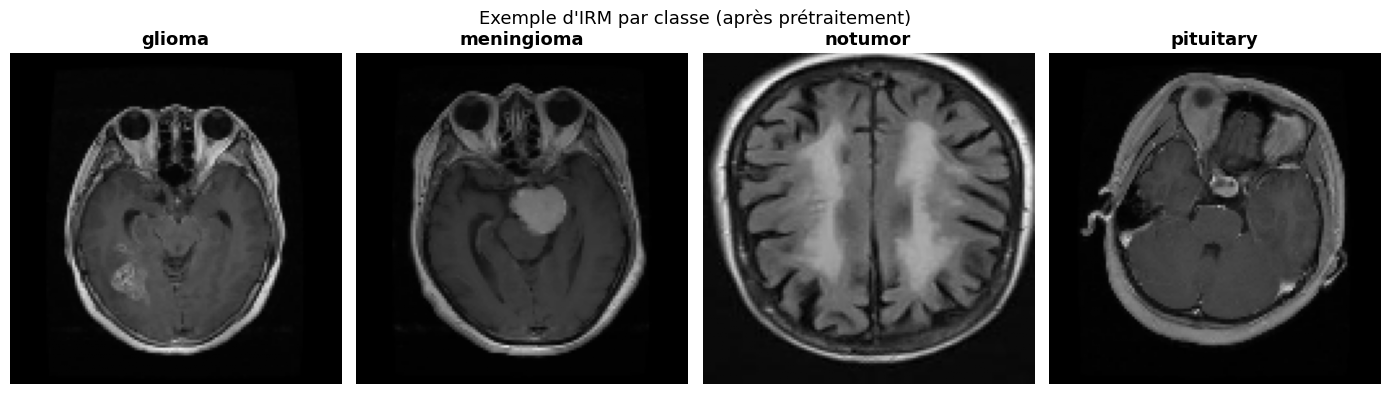 Exemple d'IRM par classe (après prétraitement)
glioma
meningioma
notumor
pituitary